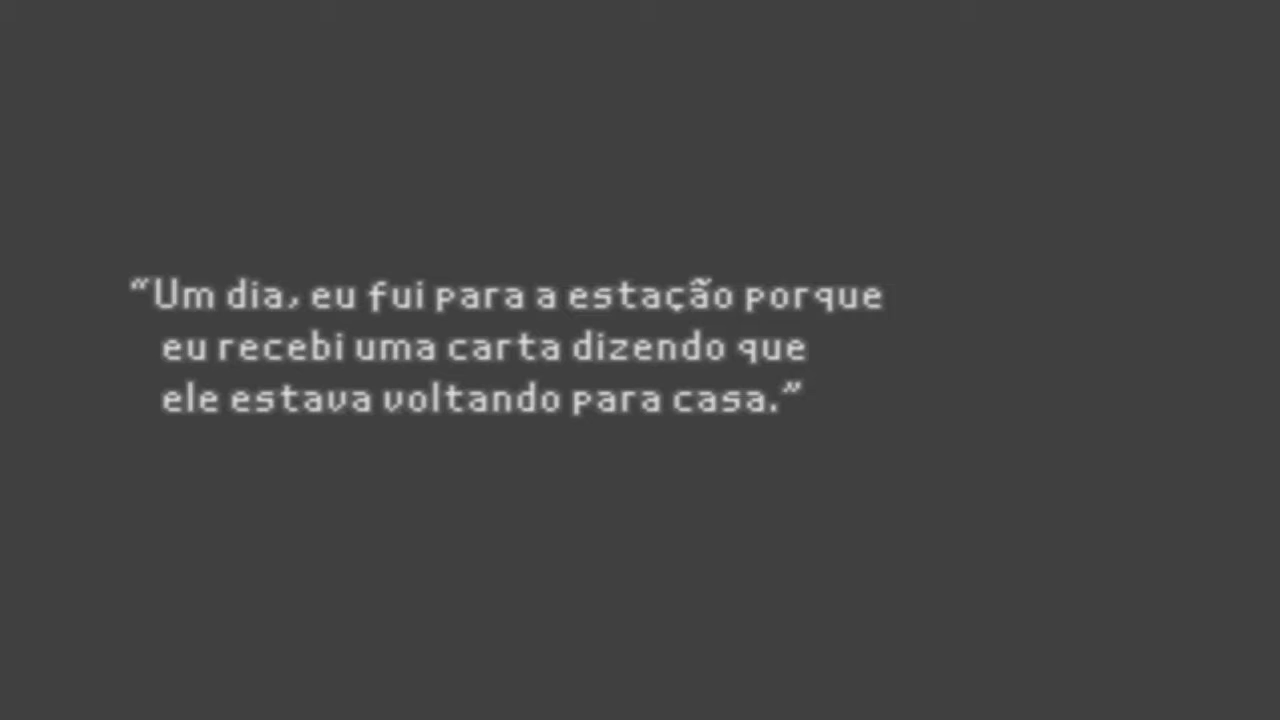 “Um dia, eu fui para a estação porque
eu recebi uma carta dizendo que
ele estava voltando para casa.”